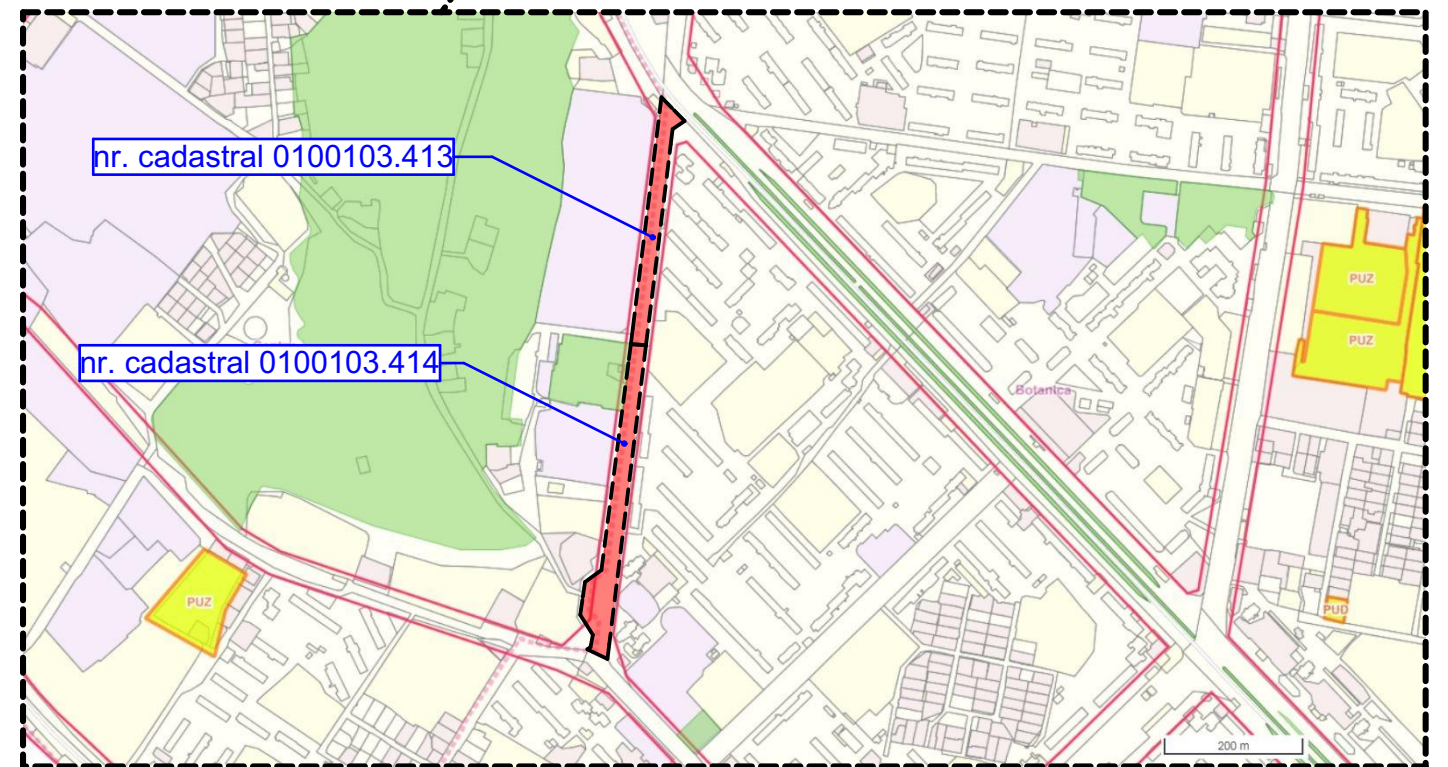 nr. cadastral 0100103.413
PUZ
PUZ
nr. cadastral 0100103.414
Botanica
PUZ
PUD
200 m